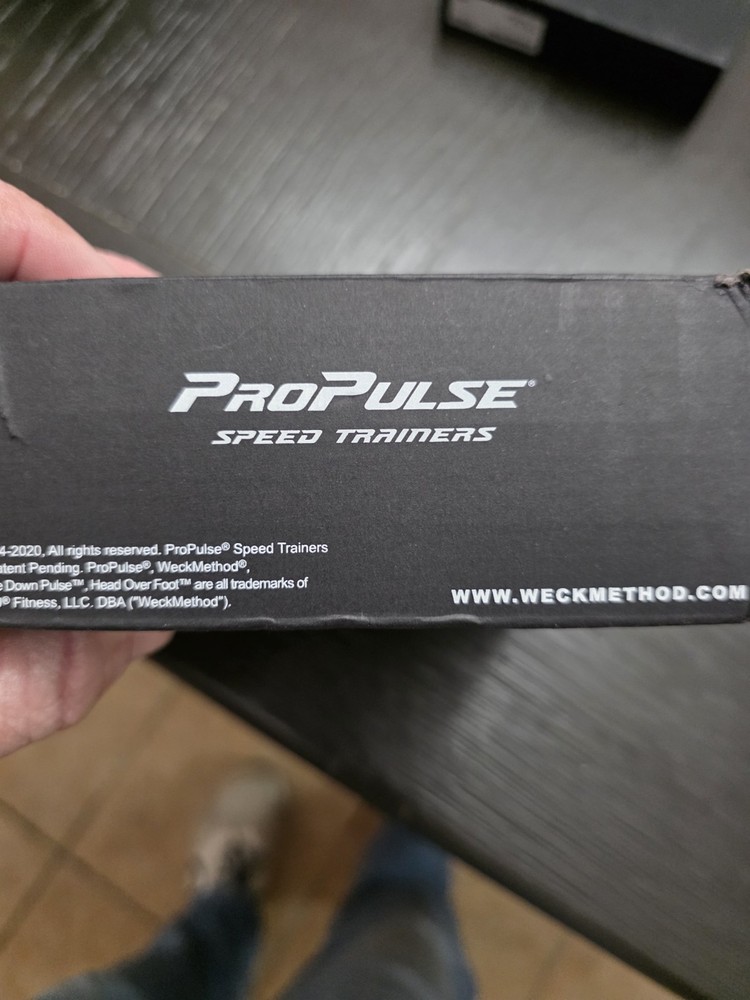 PROPULSE®
SPEED TRAINERS
4-2020, All rights reserved. ProPulse® Speed Trainers
tent Pending. ProPulse®, WeckMethod®,
e Down Pulse™, Head Over Foot™ are all trademarks of
® Fitness, LLC. DBA ("WeckMethod").
WWW.WECKMETHOD.COM